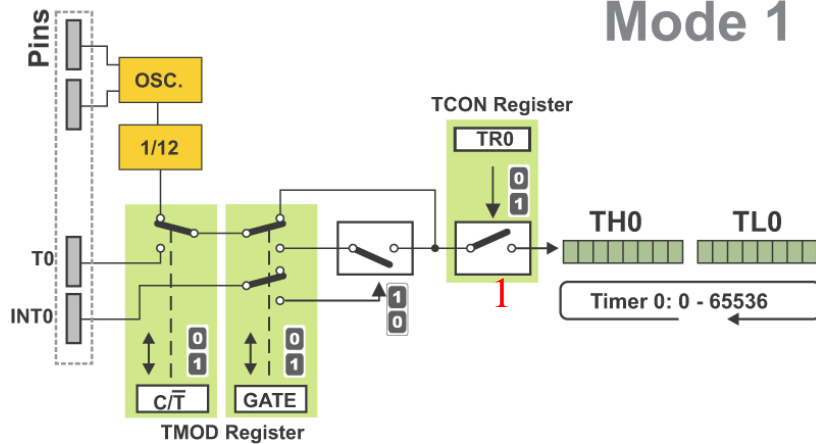 Mode 1
Pins
OSC.
TCON Register
1/12
TR0
0
1
TH0
TL0
T0
1
INT0
1
0
Timer 0: 0 - 65536
0
1
0
1
C/T̅
GATE
TMOD Register